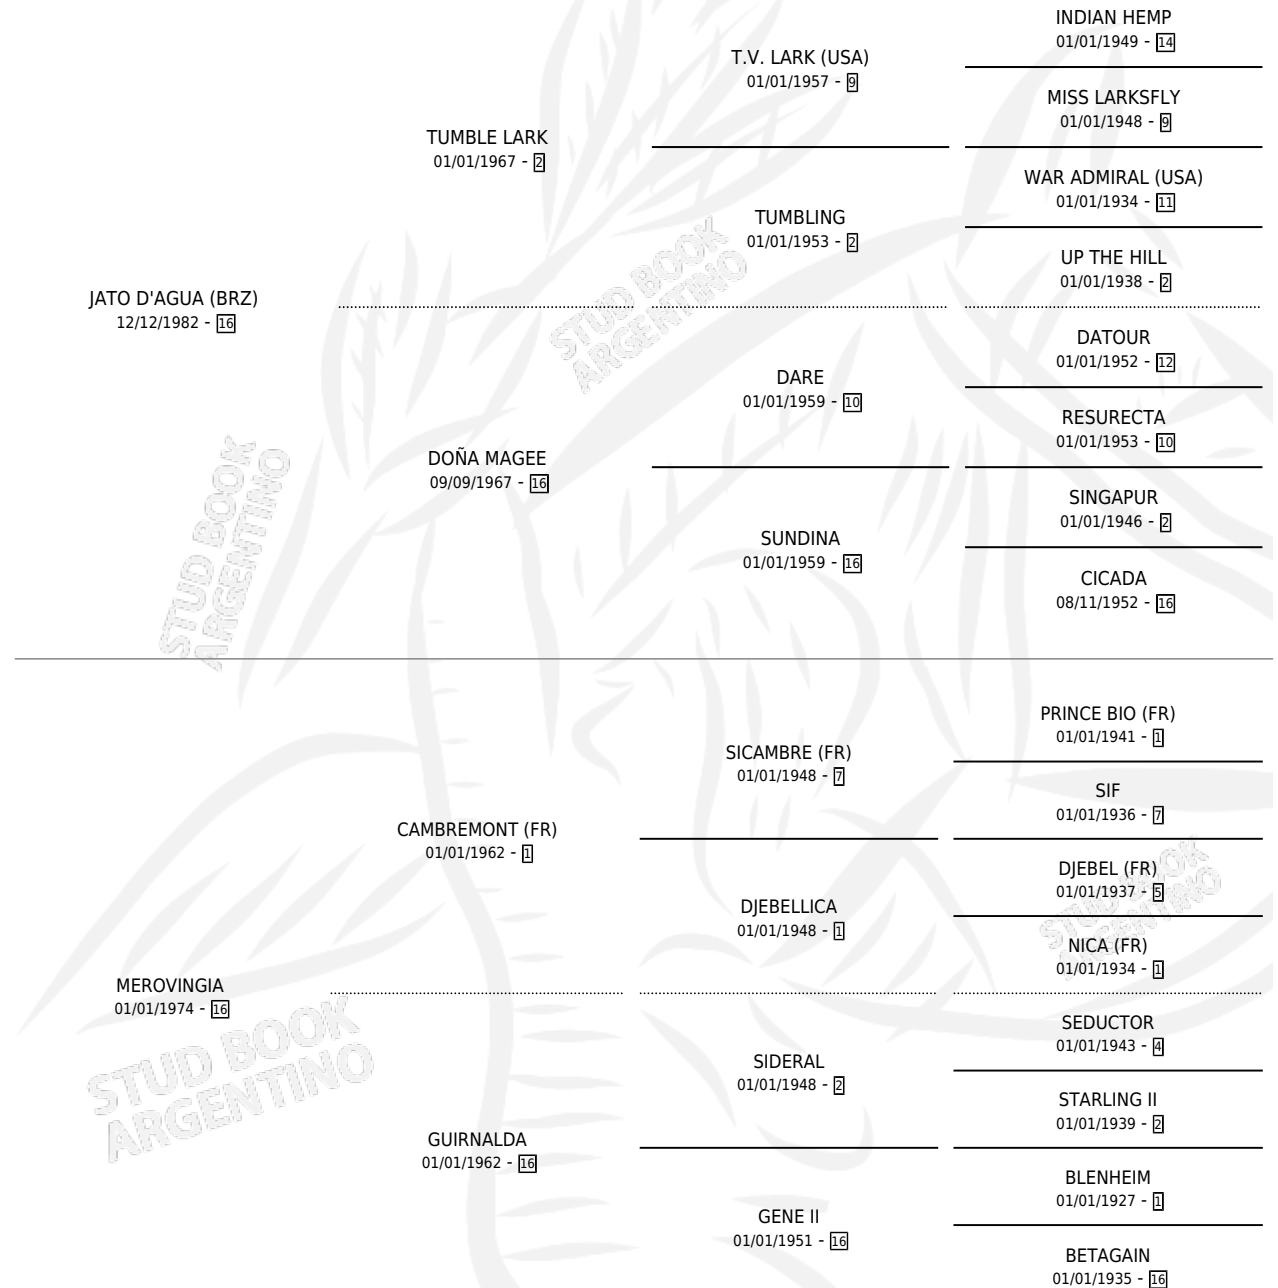 INDIAN HEMP
01/01/1949 - 14
T.V. LARK (USA)
01/01/1957 - 9
MISS LARKSFLY
01/01/1948 - 9
TUMBLE LARK
01/01/1967 - 2
WAR ADMIRAL (USA)
01/01/1934 - 11
TUMBLING
01/01/1953 - 2
UP THE HILL
01/01/1938 - 2
JATO D'AGUA (BRZ)
12/12/1982 - 16
DATOUR
01/01/1952 - 12
DARE
01/01/1959 - 10
RESURECTA
01/01/1953 - 10
DOÑA MAGEE
09/09/1967 - 16
SINGAPUR
01/01/1946 - 2
SUNDINA
01/01/1959 - 16
CICADA
08/11/1952 - 16
PRINCE BIO (FR)
01/01/1941 - 1
SICAMBRE (FR)
01/01/1948 - 7
SIF
01/01/1936 - 7
CAMBREMONT (FR)
01/01/1962 - 1
DJEBEL (FR)
01/01/1937 - 5
DJEBELLICA
01/01/1948 - 1
NICA (FR)
01/01/1934 - 1
MEROVINGIA
01/01/1974 - 16
SEDUCTOR
01/01/1943 - 4
SIDERAL
01/01/1948 - 2
STARLING II
01/01/1939 - 2
GUIRNALDA
01/01/1962 - 16
BLENHEIM
01/01/1927 - 1
GENE II
01/01/1951 - 16
BETAGAIN
01/01/1935 - 16
STUD BOOK
ARGENTINO
STUD BOOK
ARGENTINO
STUD BOOK
ARGENTINO
STUD BOOK
ARGENTINO